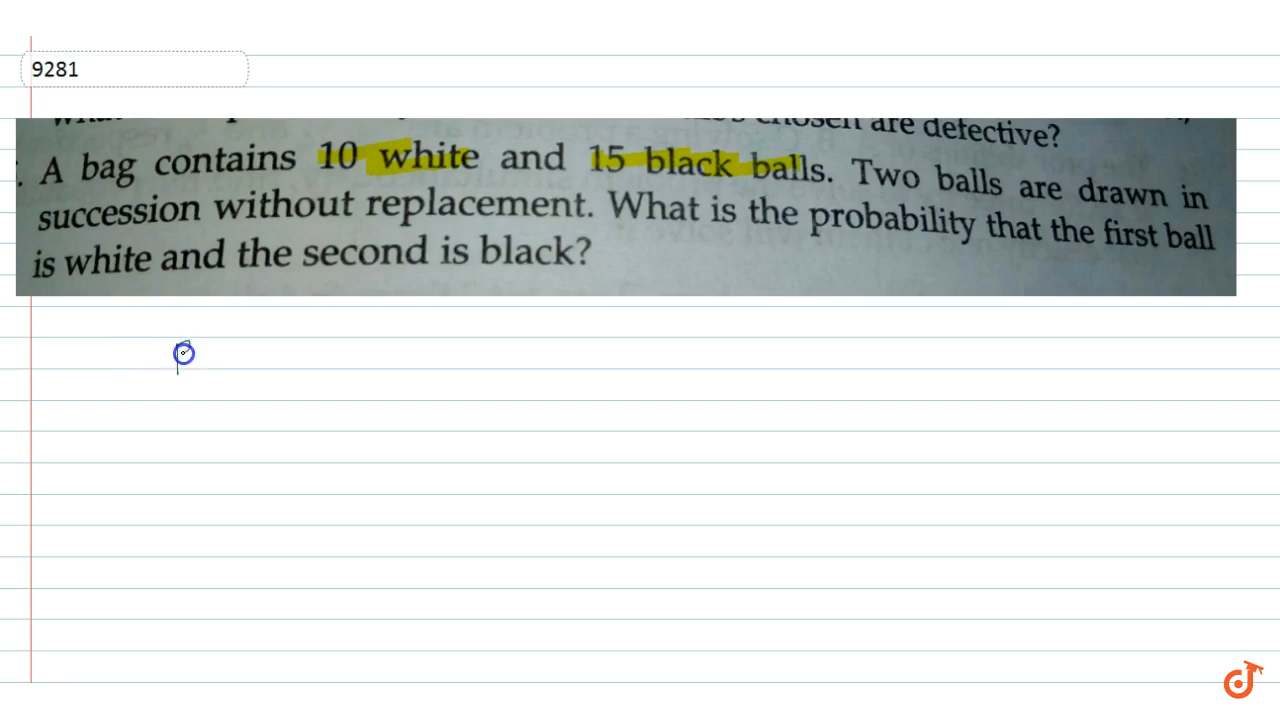 9281
chosen are defective?
. A bag contains 10 white and 15 black balls. Two balls are drawn in
succession without replacement. What is the probability that the first ball
is white and the second is black?
P